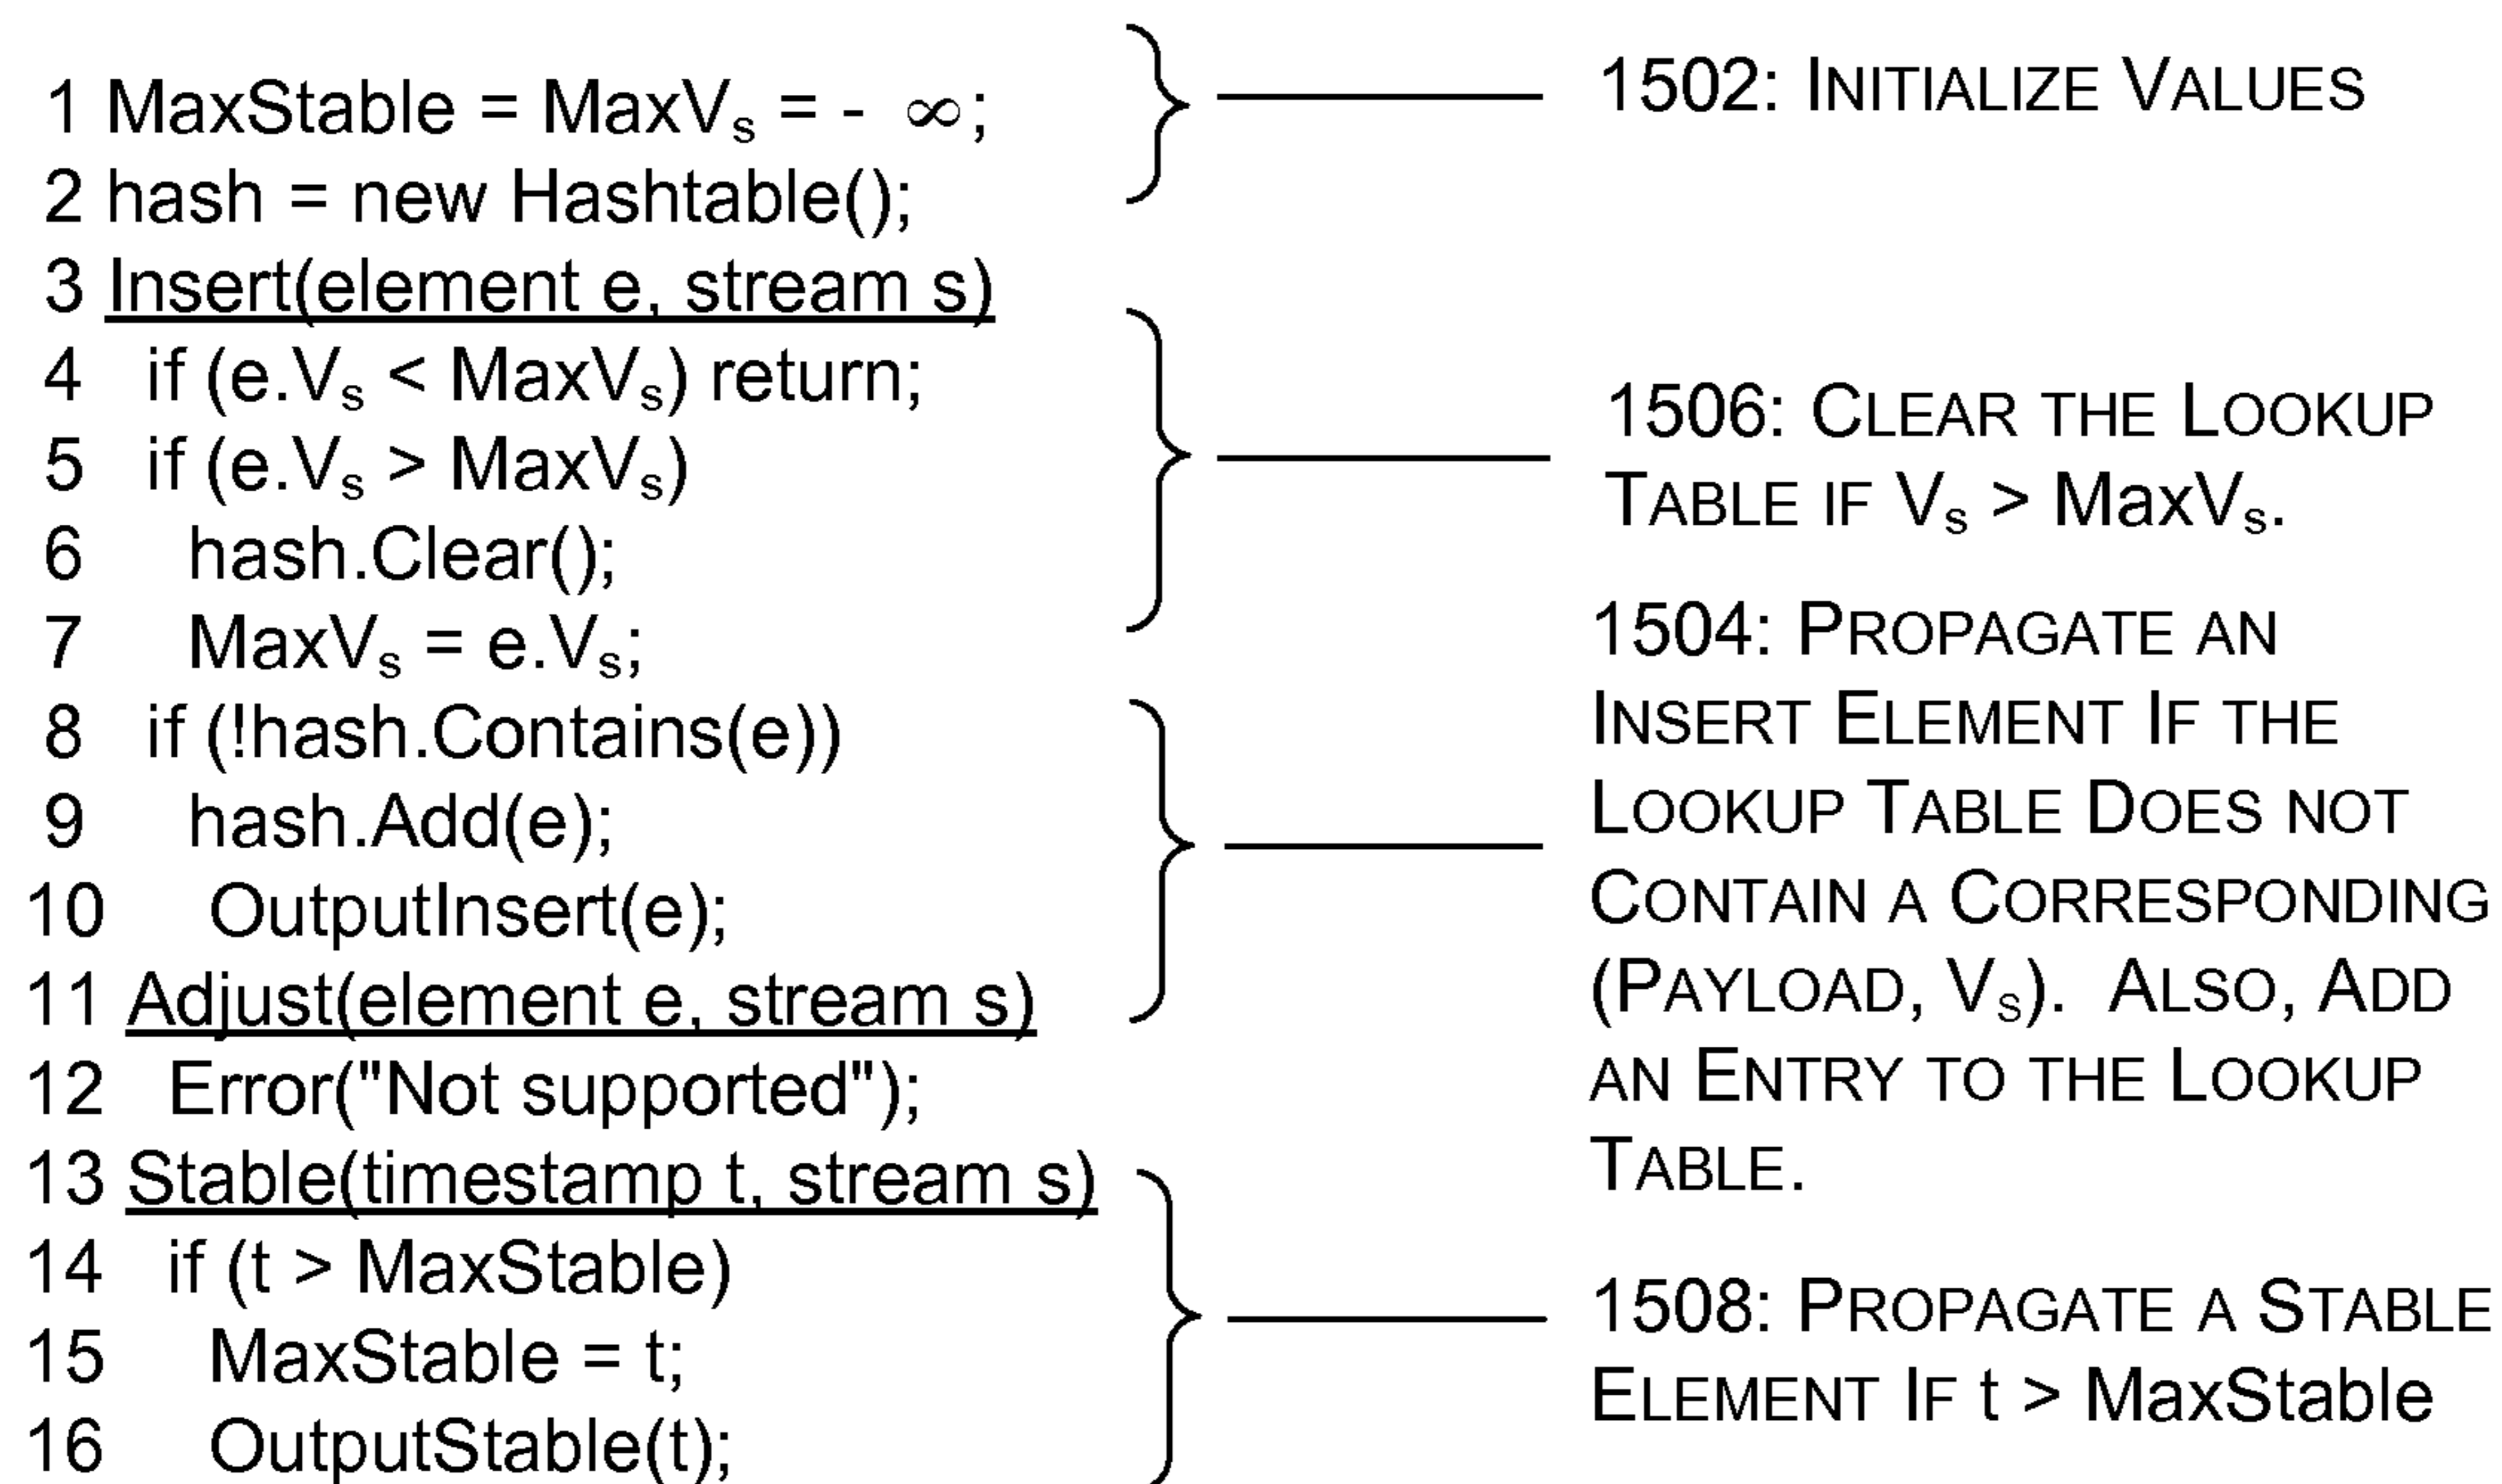 1 MaxStable = MaxVs = - ∞;
2 hash = new Hashtable();
3 Insert(element e, stream s)
4 if (e.Vs < MaxVs) return;
5 if (e.Vs > MaxVs)
6 hash.Clear();
7 MaxVs = e.Vs;
8 if (!hash.Contains(e))
9 hash.Add(e);
10 OutputInsert(e);
11 Adjust(element e, stream s)
12 Error("Not supported");
13 Stable(timestamp t, stream s)
14 if (t > MaxStable)
15 MaxStable = t;
16 OutputStable(t);
1502: INITIALIZE VALUES
1506: CLEAR THE LOOKUP
TABLE IF Vs > MaxVs.
1504: PROPAGATE AN
INSERT ELEMENT IF THE
LOOKUP TABLE DOES NOT
CONTAIN A CORRESPONDING
(PAYLOAD, Vs). ALSO, ADD
AN ENTRY TO THE LOOKUP
TABLE.
1508: PROPAGATE A STABLE
ELEMENT IF t > MaxStable